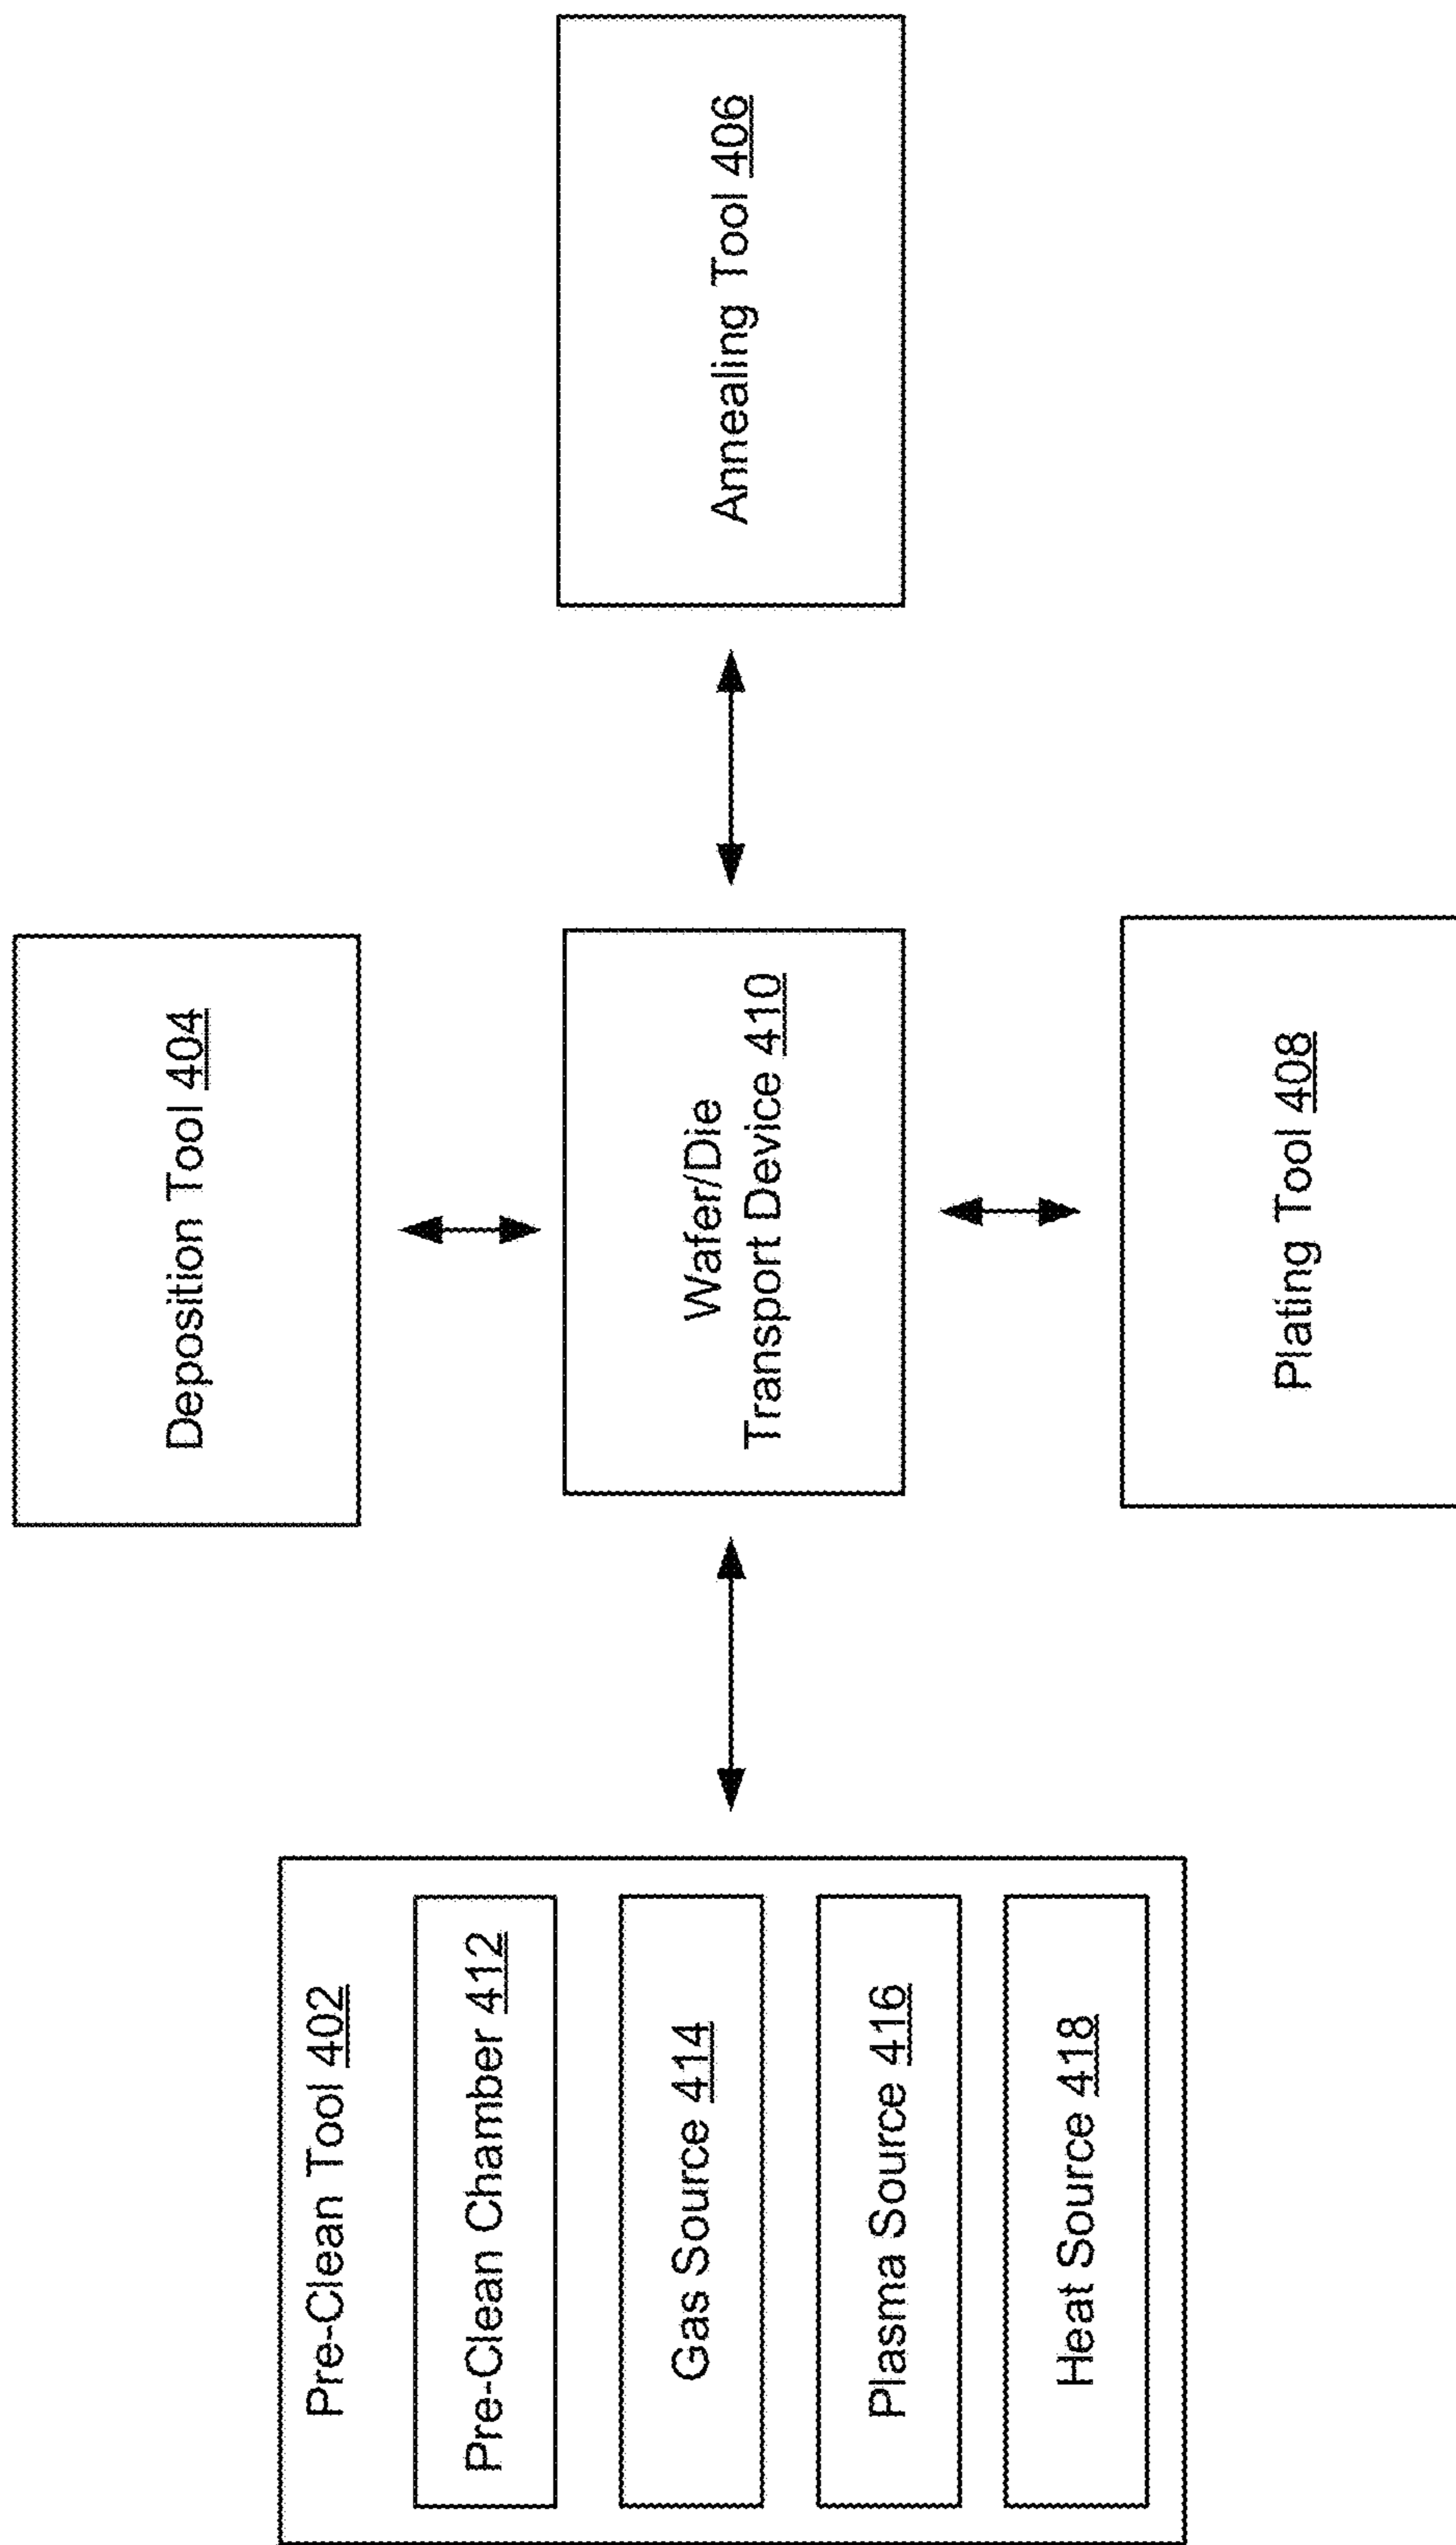 Pre-Clean Tool 402
Pre-Clean Chamber 412
Gas Source 414
Plasma Source 416
Heat Source 418
Deposition Tool 404
Wafer/Die
Transport Device 410
Plating Tool 408
Annealing Tool 406